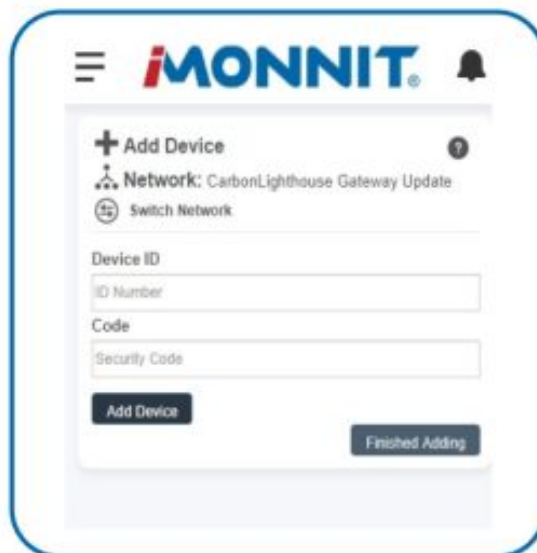 iMONNIT®
Add Device
?
Network: CarbonLighthouse Gateway Update
Switch Network
Device ID
ID Number
Code
Security Code
Add Device
Finished Adding